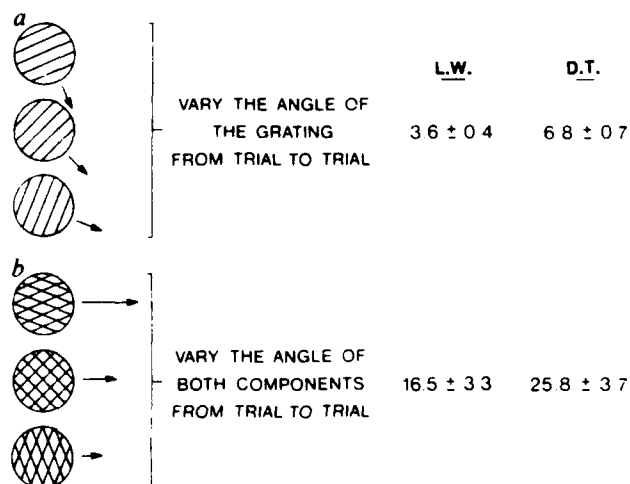 a
L.W. D.T.
VARY THE ANGLE OF
THE GRATING 3 6 ± 0 4 6 8 ± 0 7
FROM TRIAL TO TRIAL
b
VARY THE ANGLE OF
BOTH COMPONENTS 16.5 ± 3 3 25.8 ± 3 7
FROM TRIAL TO TRIAL